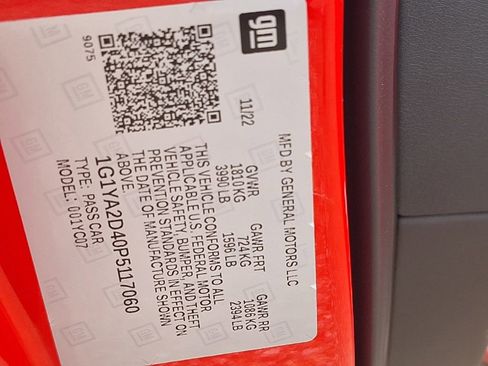 gm
MFD BY GENERAL MOTORS LLC
11/22
GVWR GAWR FRT GAWR RR
1810 KG 724 KG 1086 KG
3990 LB 1596 LB 2394 LB
THIS VEHICLE CONFORMS TO ALL
APPLICABLE U.S. FEDERAL MOTOR
VEHICLE SAFETY, BUMPER, AND THEFT
PREVENTION STANDARDS IN EFFECT ON
THE DATE OF MANUFACTURE SHOWN
ABOVE.
1G1YA2D40P5117060
TYPE: PASS CAR
MODEL: 001YC07
9075